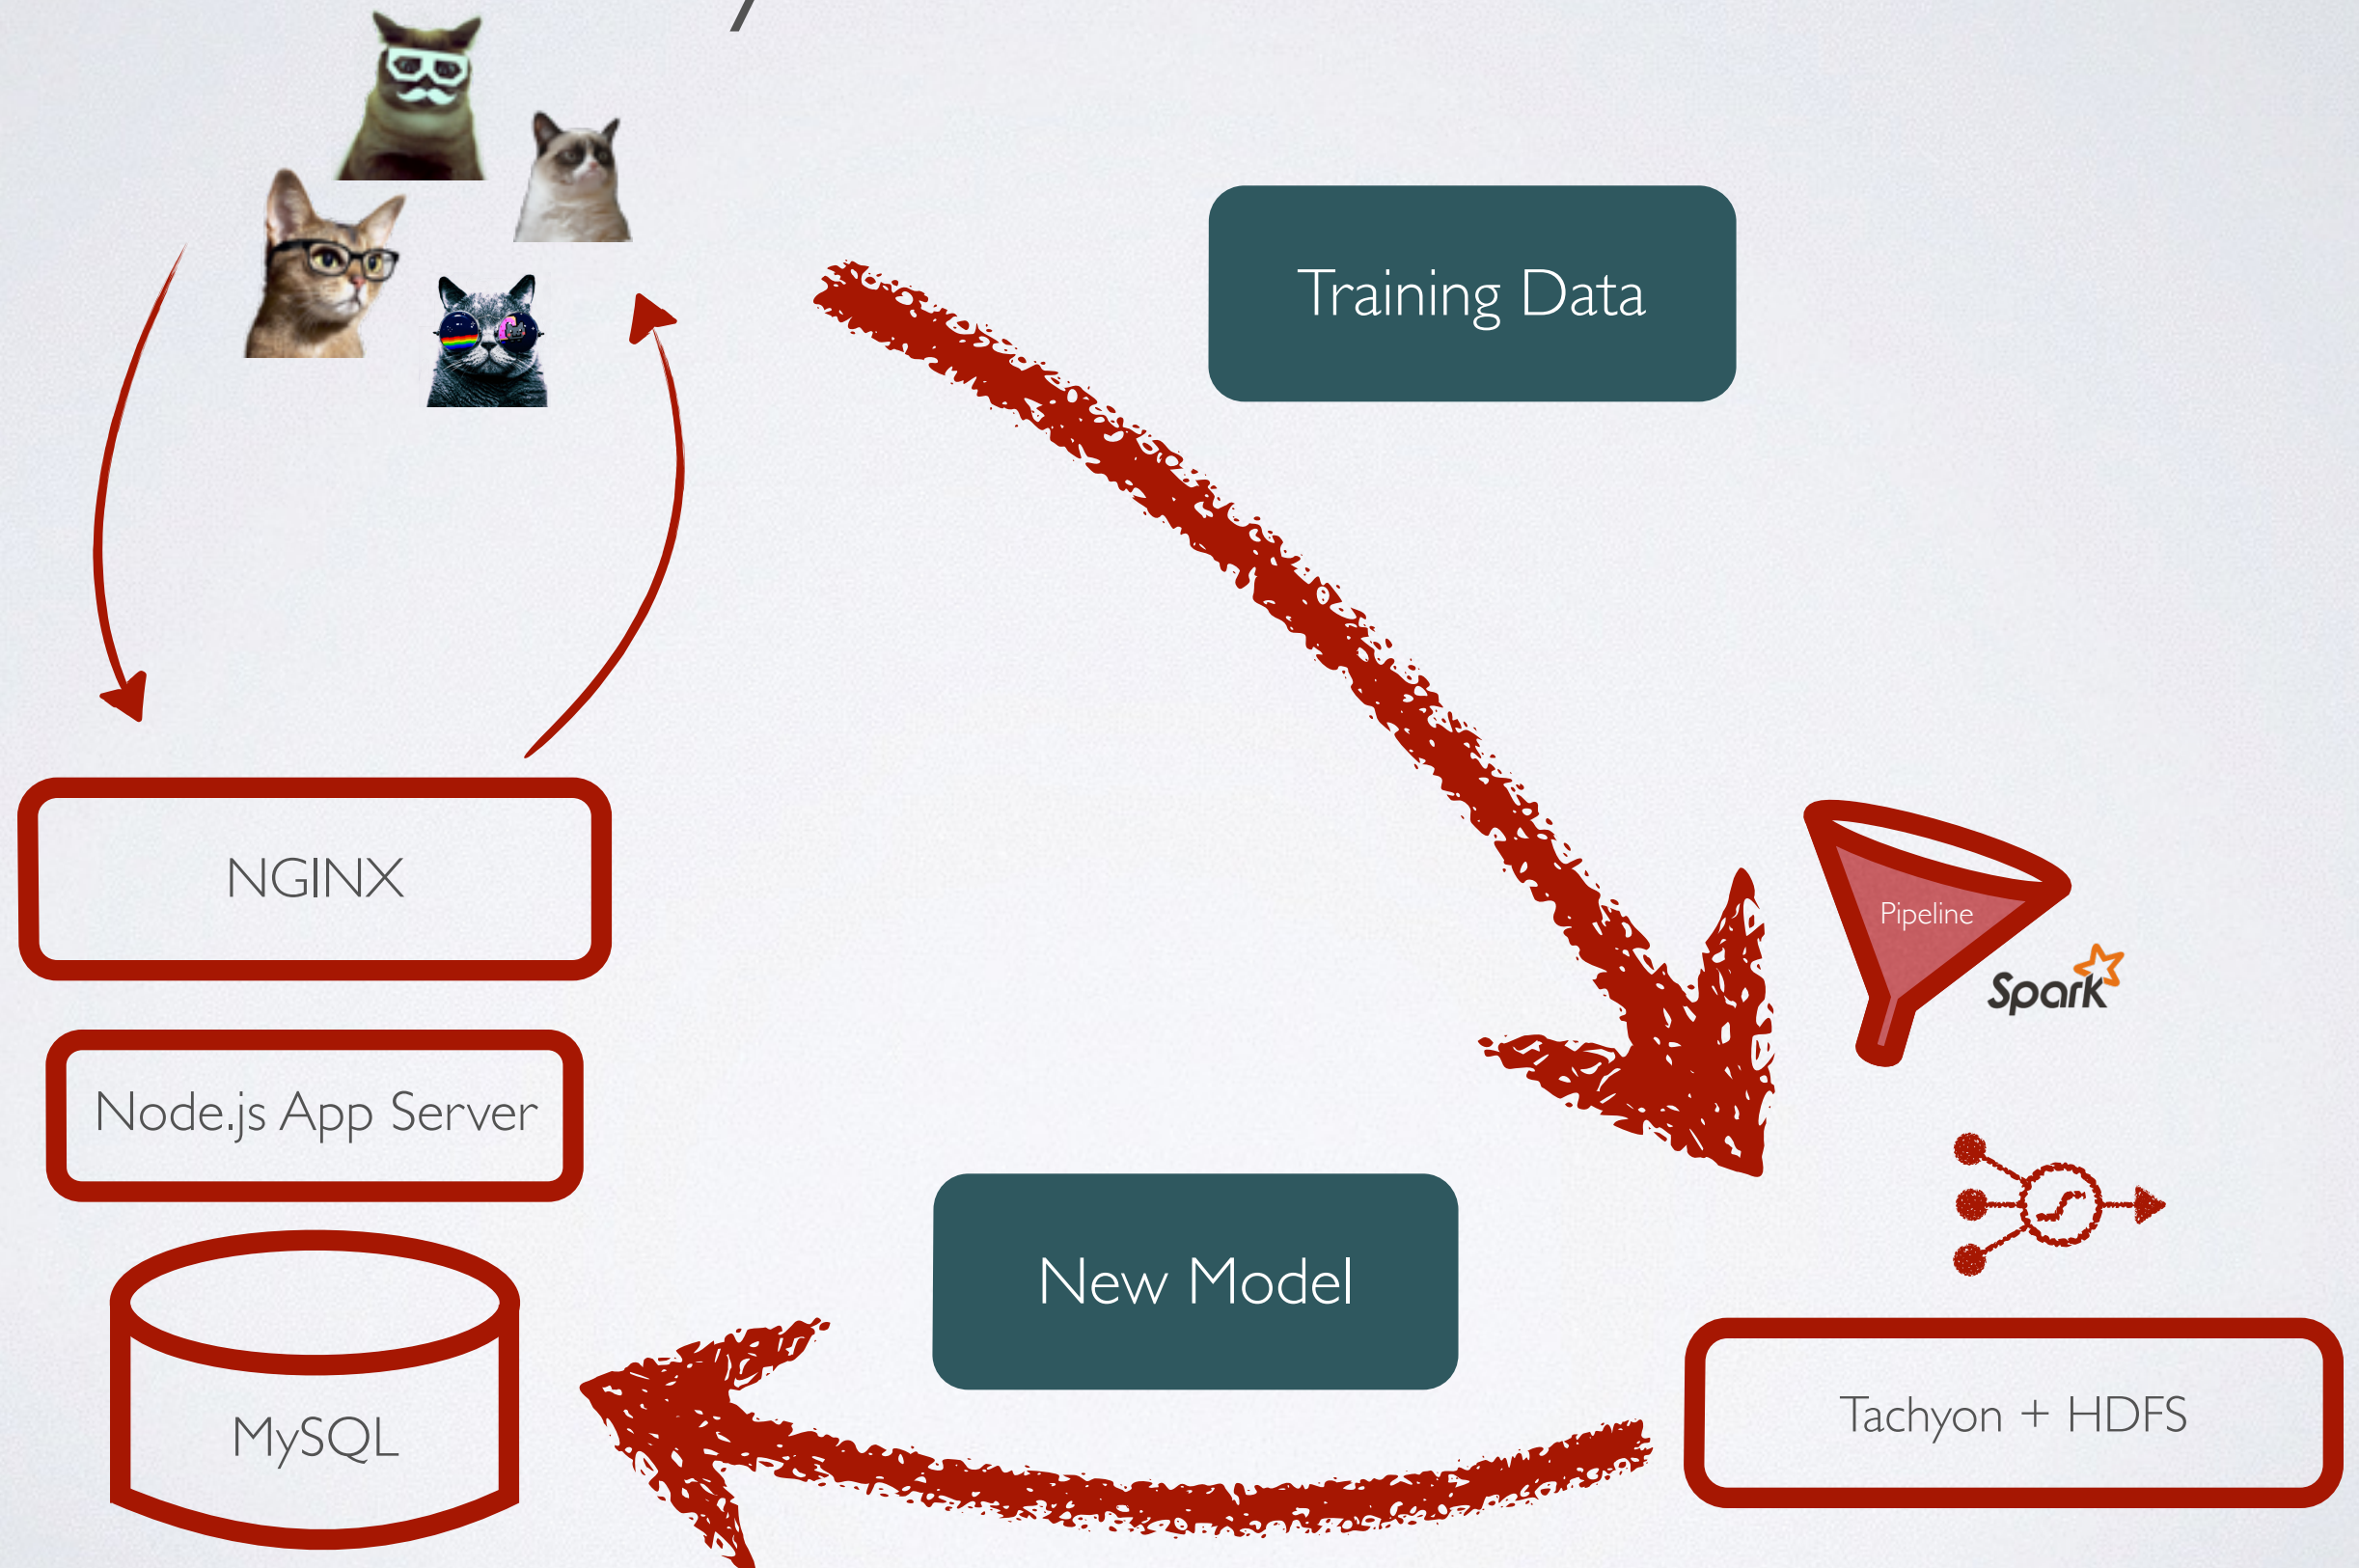 Training Data
NGINX
Pipeline
Spark
Node.js App Server
New Model
MySQL
Tachyon + HDFS